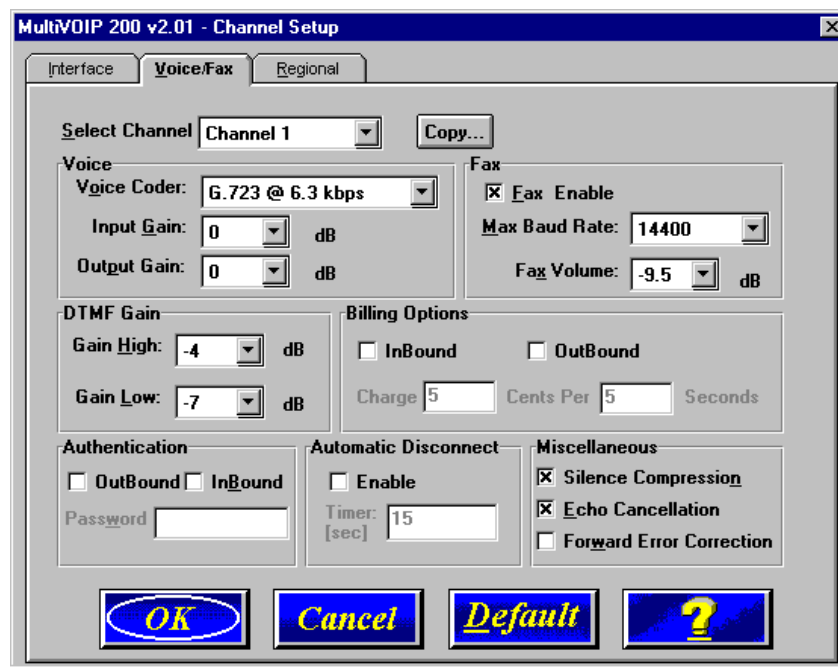 MultiVOIP 200 v2.01 - Channel Setup
Interface
Voice/Fax
Regional
Select Channel Channel 1 Copy...
Voice
Voice Coder: G.723 @ 6.3 kbps
Input Gain: 0 dB
Output Gain: 0 dB
Fax
Fax Enable
Max Baud Rate: 14400
Fax Volume: -9.5 dB
DTMF Gain
Gain High: -4 dB
Gain Low: -7 dB
Billing Options
InBound OutBound
Charge 5 Cents Per 5 Seconds
Authentication
OutBound InBound
Password
Automatic Disconnect
Enable
Timer: 15
[sec]
Miscellaneous
Silence Compression
Echo Cancellation
Forward Error Correction
OK Cancel Default ?